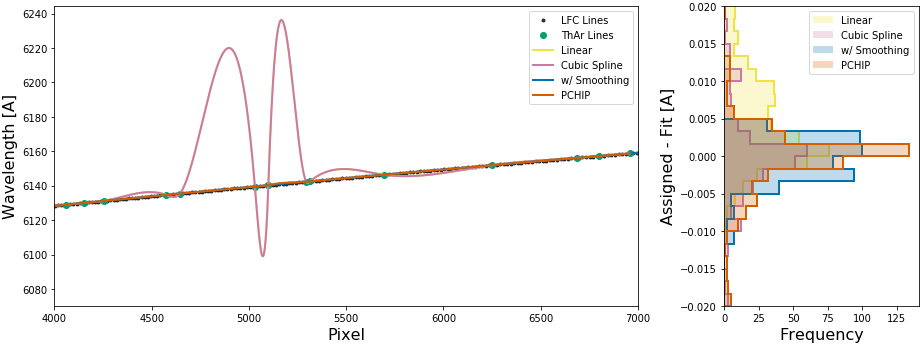 Wavelength [A]
6220
6200
6180
6160
6140
6120
6100
6080
6240
4000
4500
5000
5500
6000
6500
7000
Pixel
LFC Lines
ThAr Lines
Linear
Cubic Spline
w/ Smoothing
PCHIP
Assigned - Fit [A]
0.020
0.015
0.010
0.005
0.000
−0.005
−0.010
−0.015
−0.020
0
25
50
75
100
125
Frequency
Linear
Cubic Spline
w/ Smoothing
PCHIP